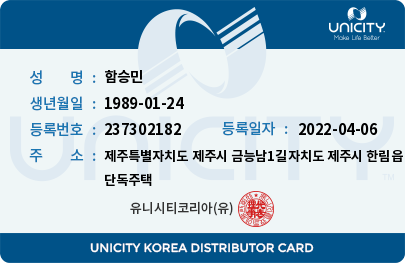 UNICITY
Make Life Better
성 명 : 함승민
생년월일 : 1989-01-24
등록번호 : 237302182 등록일자 : 2022-04-06
주 소 : 제주특별자치도 제주시 금능남1길자치도 제주시 한림읍
단독주택
UNICITY TM
유니시티코리아(유)
UNICITY KOREA DISTRIBUTOR CARD